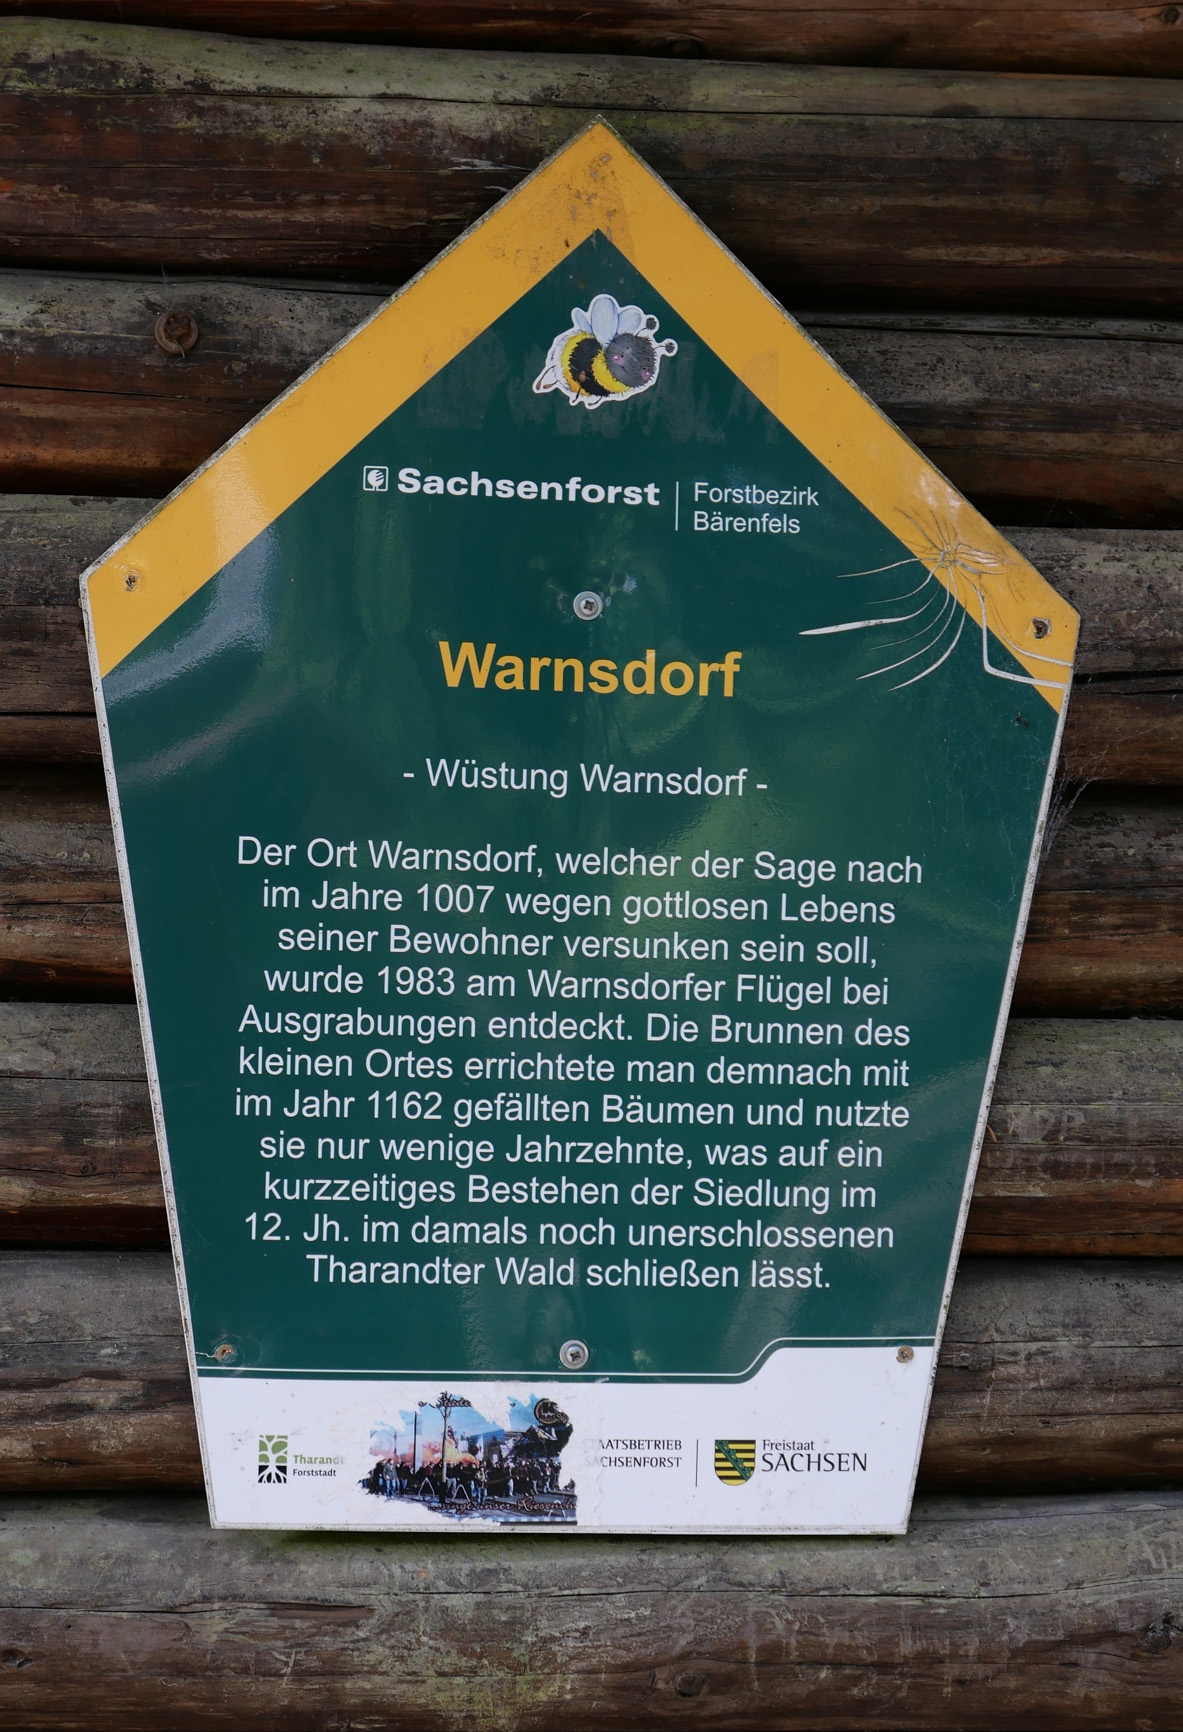 Sachsenforst
Forstbezirk
Bärenfels
Warnsdorf
- Wüstung Warnsdorf -
Der Ort Warnsdorf, welcher der Sage nach
im Jahre 1007 wegen gottlosen Lebens
seiner Bewohner versunken sein soll,
wurde 1983 am Warnsdorfer Flügel bei
Ausgrabungen entdeckt. Die Brunnen des
kleinen Ortes errichtete man demnach mit
im Jahr 1162 gefällten Bäumen und nutzte
sie nur wenige Jahrzehnte, was auf ein
kurzzeitiges Bestehen der Siedlung im
12. Jh. im damals noch unerschlossenen
Tharandter Wald schließen lässt.
Tharandt
Forststadt
AATSBETRIEB
ACHSENFORST
Freistaat
SACHSEN